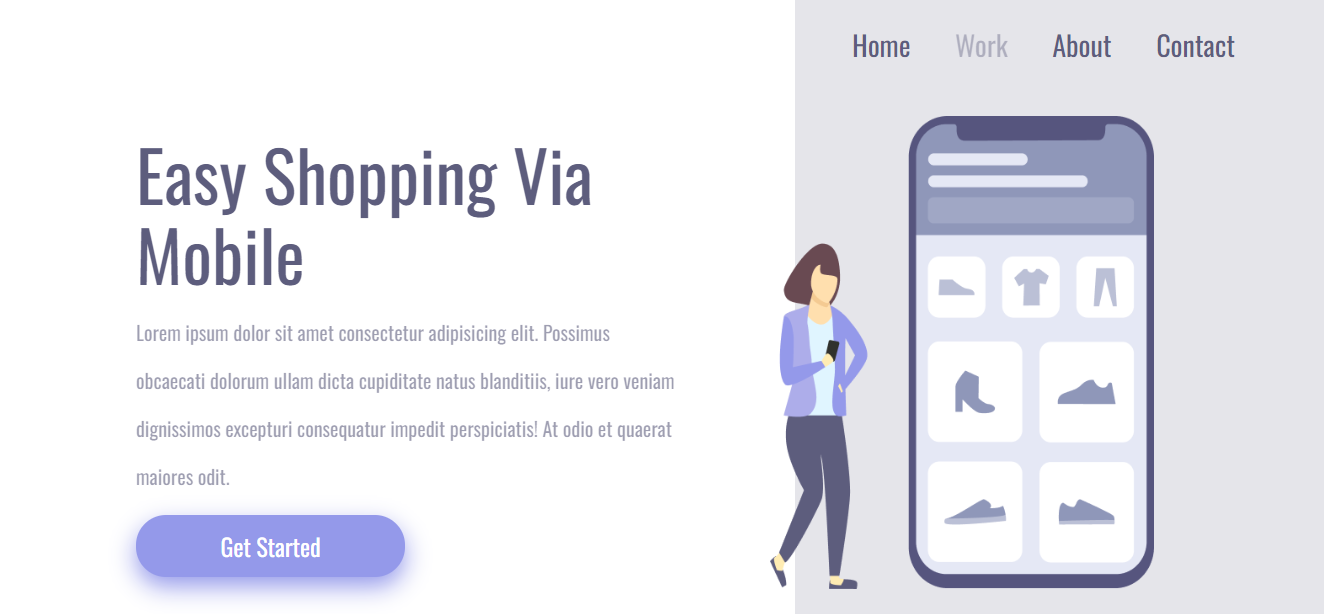 Home Work About Contact
Easy Shopping Via
Mobile
Lorem ipsum dolor sit amet consectetur adipisicing elit. Possimus
obcaecati dolorum ullam dicta cupiditate natus blanditiis, iure vero veniam
dignissimos excepturi consequatur impedit perspiciatis! At odio et quaerat
maiores odit.
Get Started